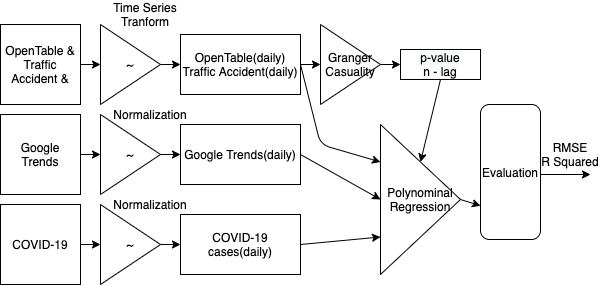 Time Series
Tranform
OpenTable &
Traffic
Accident &
~
OpenTable(daily)
Traffic Accident(daily)
Granger
Casuality
p-value
n - lag
Normalization
Google
Trends
~
Google Trends(daily)
Polynominal
Regression
Evaluation
RMSE
R Squared
Normalization
COVID-19
~
COVID-19
cases(daily)